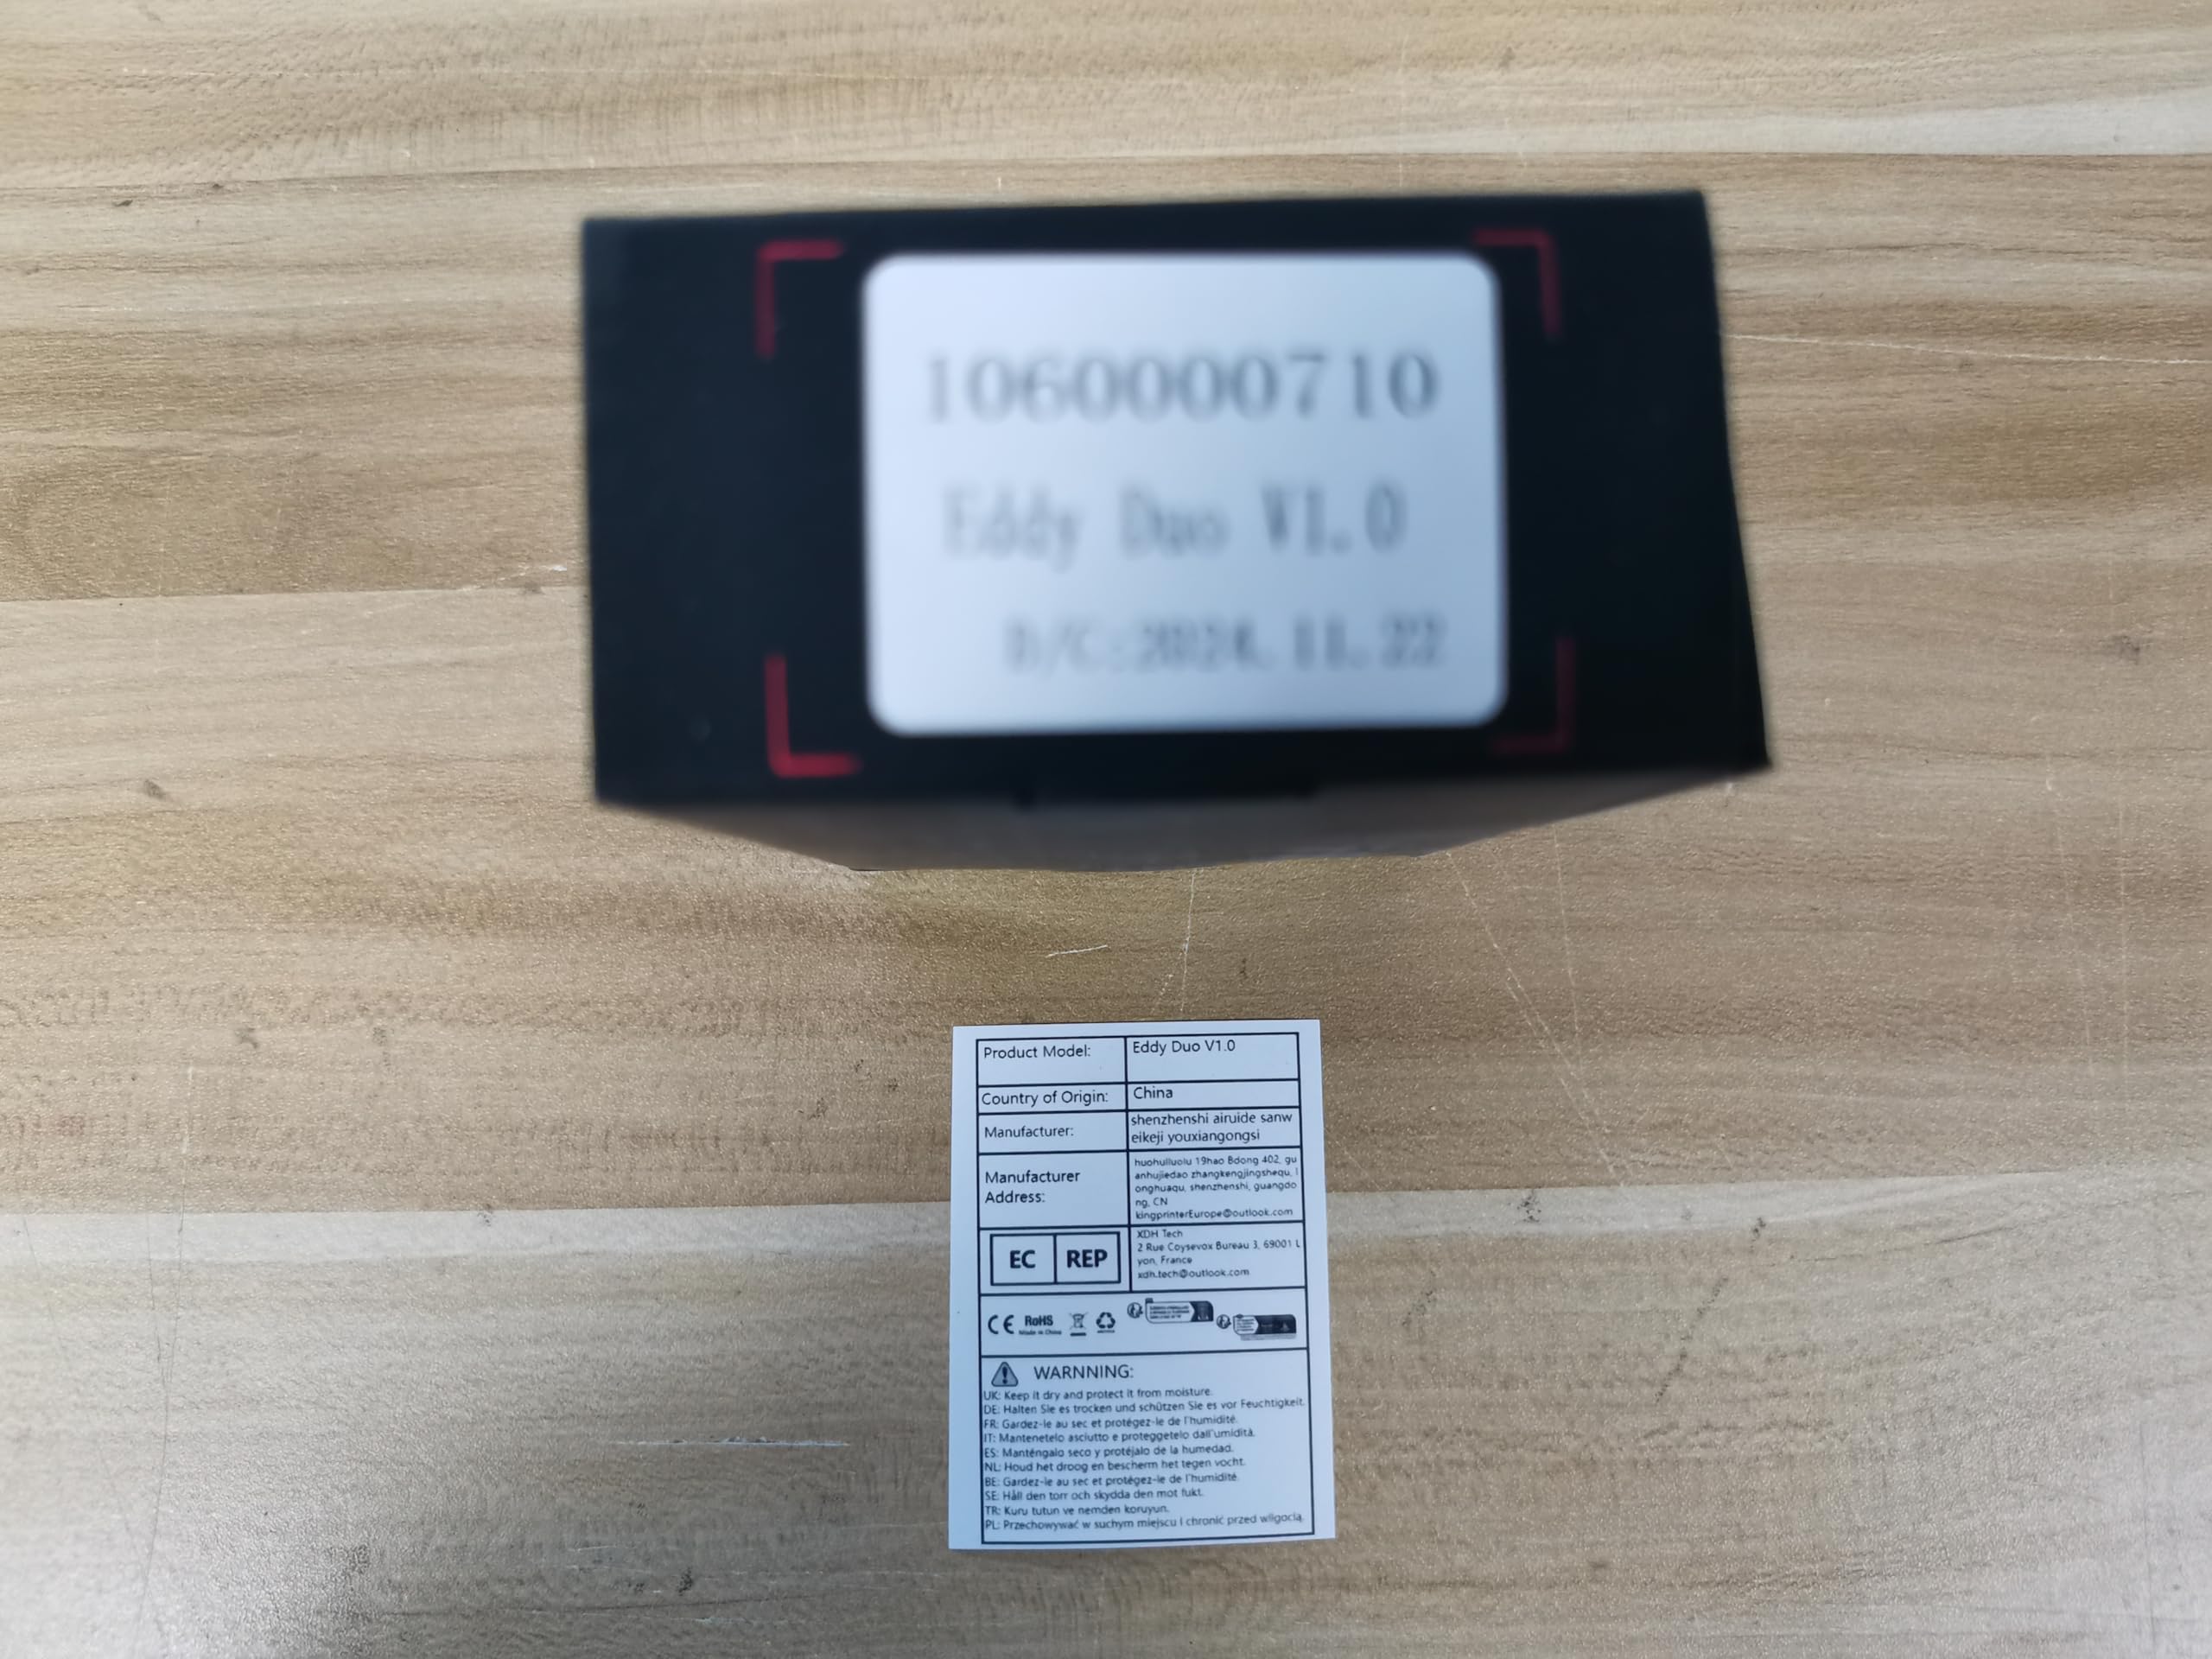 1060000710
Eddy Duo V1.0
D/C:2024.11.22
Product Model: Eddy Duo V1.0
Country of Origin: China
Manufacturer: shenzhenshi airuide sanw
eikeji youxiangongsi
Manufacturer
Address:
huohuiluoiu 19hao Bdong 402, gu
anhujiedao zhangkengjingshequ, l
onghuaqu, shenzhenshi, guangdo
ng, CN
kingprinterEurope@outlook.com
EC REP
XDH Tech
2 Rue Coysevox Bureau 3, 69001 L
yon, France
xdh.tech@outlook.com
CE RoHS
Made in China
WARNNING:
UK: Keep it dry and protect it from moisture.
DE: Halten Sie es trocken und schützen Sie es vor Feuchtigkeit.
FR: Gardez-le au sec et protégez-le de l'humidité.
IT: Mantenetelo asciutto e proteggetelo dall'umidità.
ES: Manténgalo seco y protéjalo de la humedad.
NL: Houd het droog en bescherm het tegen vocht.
BE: Gardez-le au sec et protégez-le de l'humidité.
SE: Håll den torr och skydda den mot fukt.
TR: Kuru tutun ve nemden koruyun.
PL: Przechowywać w suchym miejscu i chronić przed wilgocią.